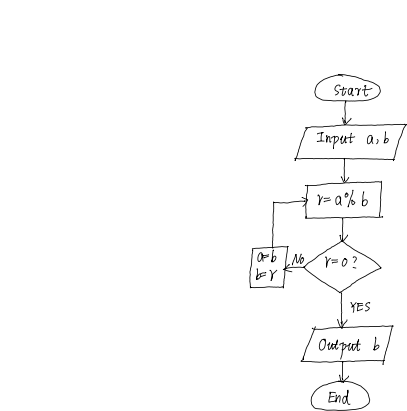 Start
Input a,b
r=a%b
r=0?
No
a=b
b=r
YES
Output b
End